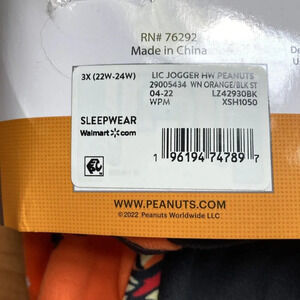 RN# 76292
Made in China
3X (22W-24W)
LIC JOGGER HW PEANUTS
29005434 WN ORANGE/BLK ST
04-22 LZ42930BK
WPM XSH1050
SLEEPWEAR
Walmart.com
1 96194 74789 7
WWW.PEANUTS.COM
©2022 Peanuts Worldwide LLC